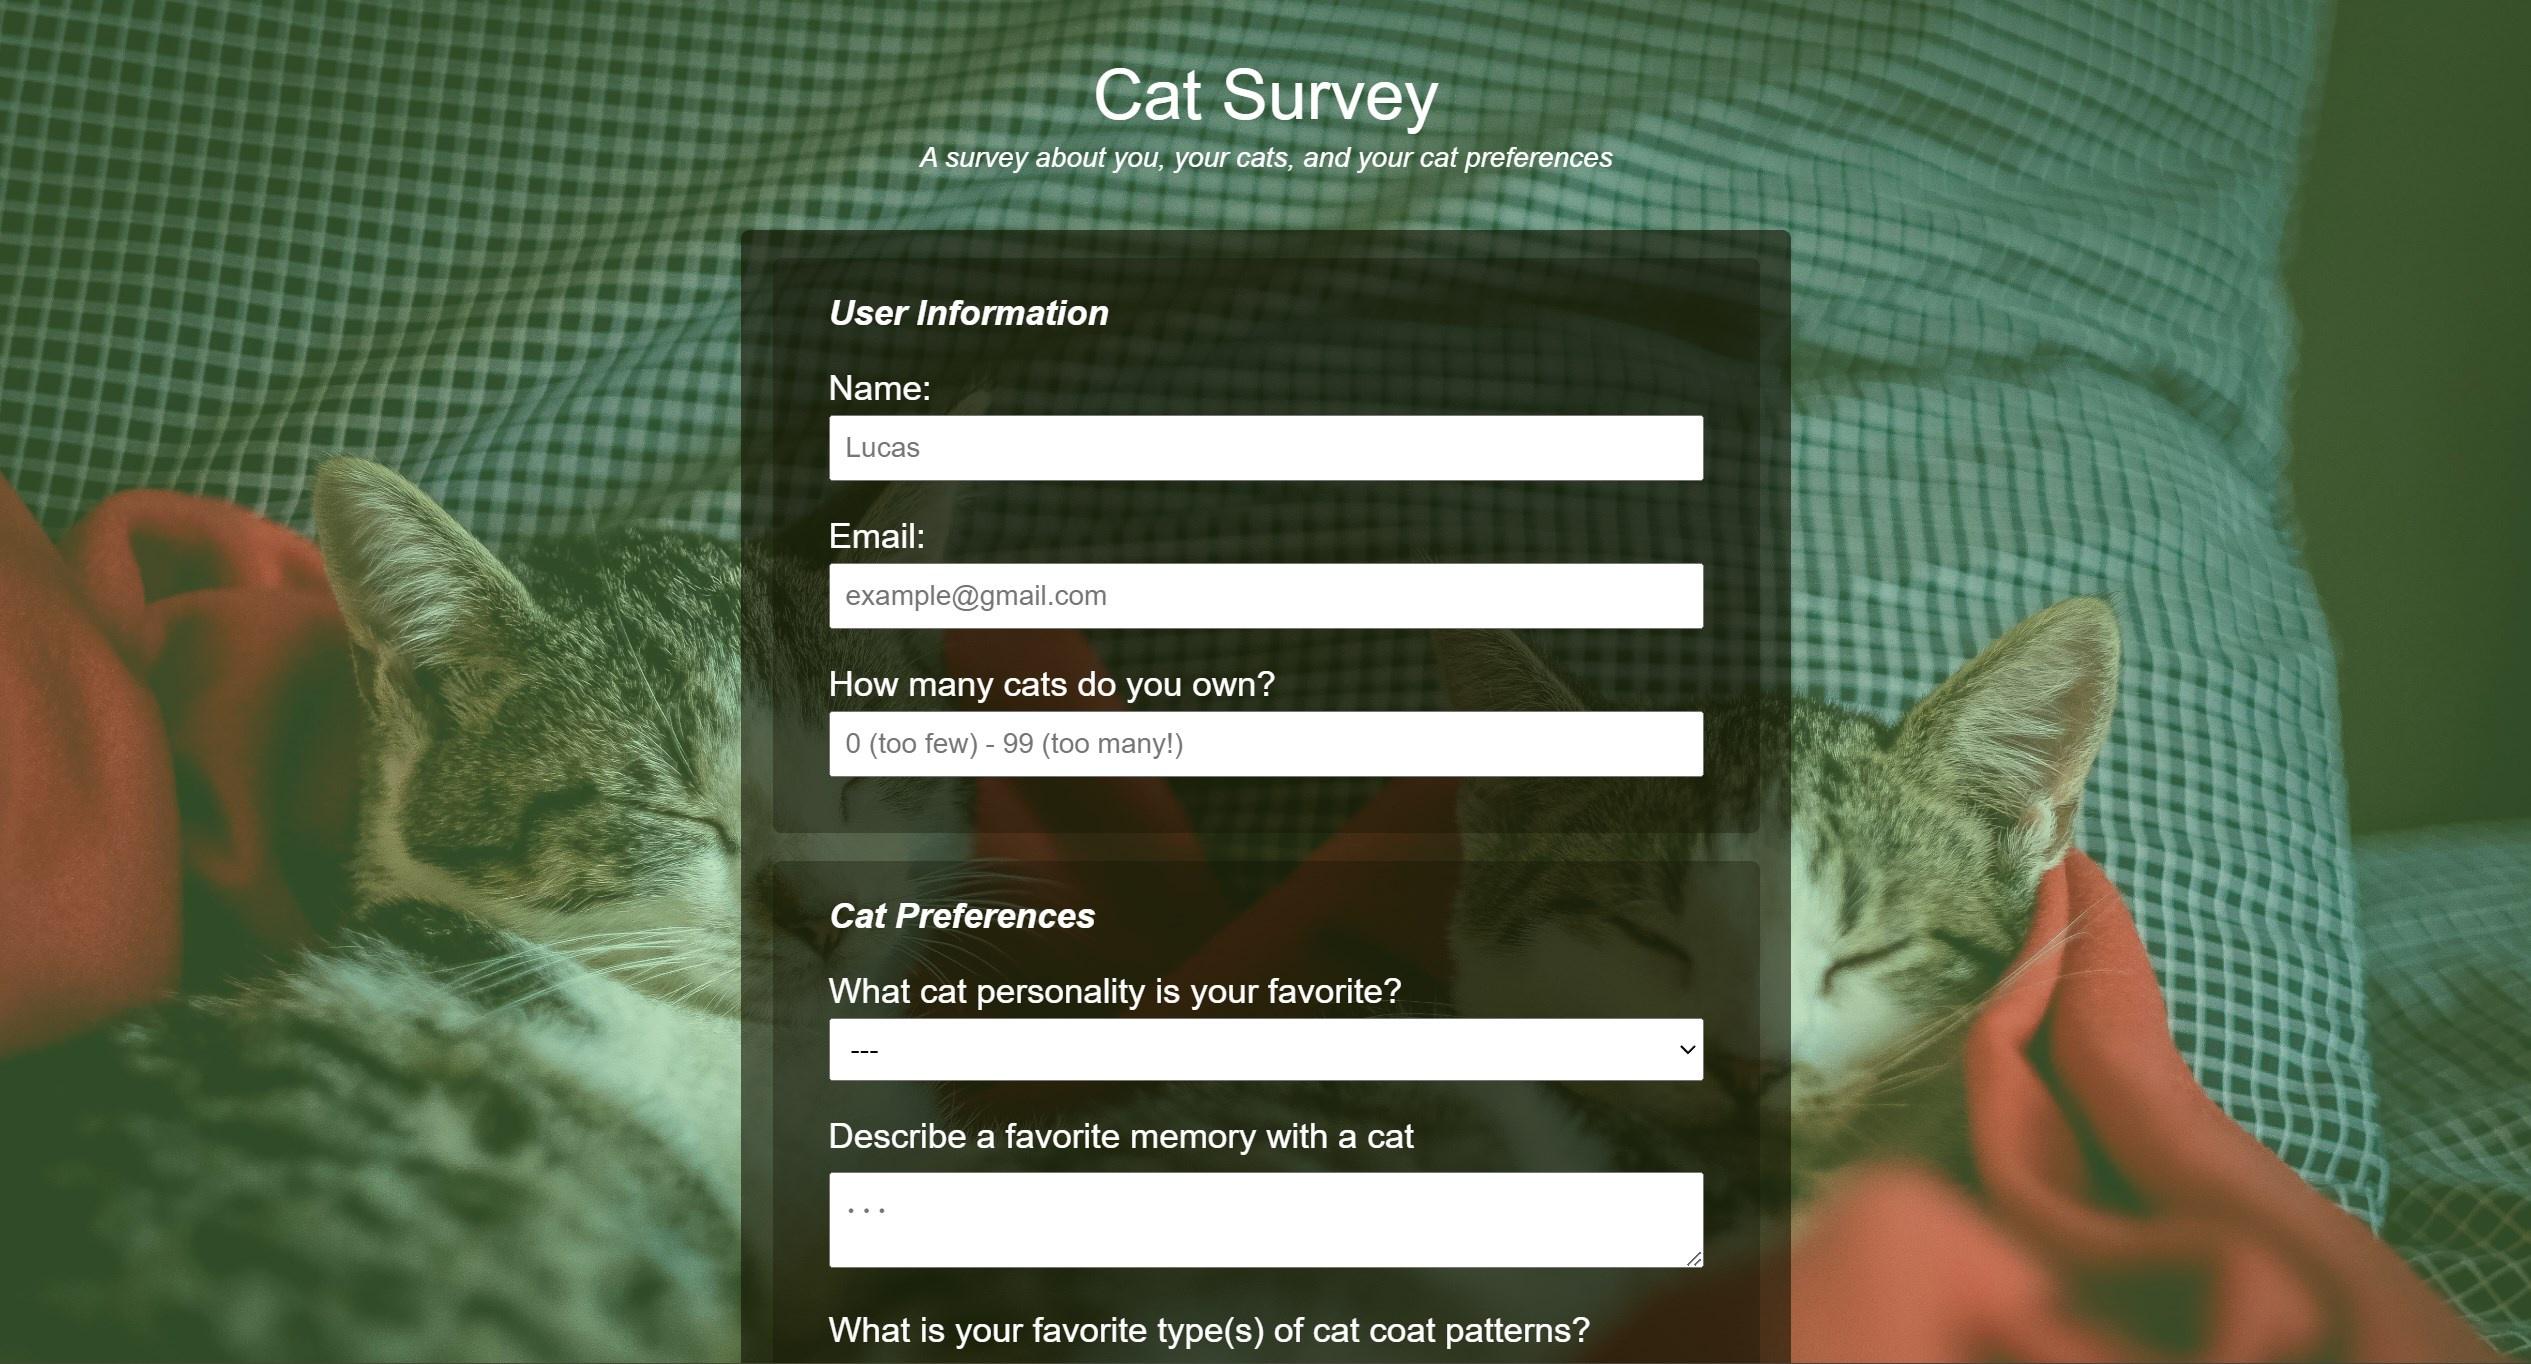 Cat Survey
A survey about you, your cats, and your cat preferences
User Information
Name:
Lucas
Email:
example@gmail.com
How many cats do you own?
0 (too few) - 99 (too many!)
Cat Preferences
What cat personality is your favorite?
---
Describe a favorite memory with a cat
. . .
What is your favorite type(s) of cat coat patterns?